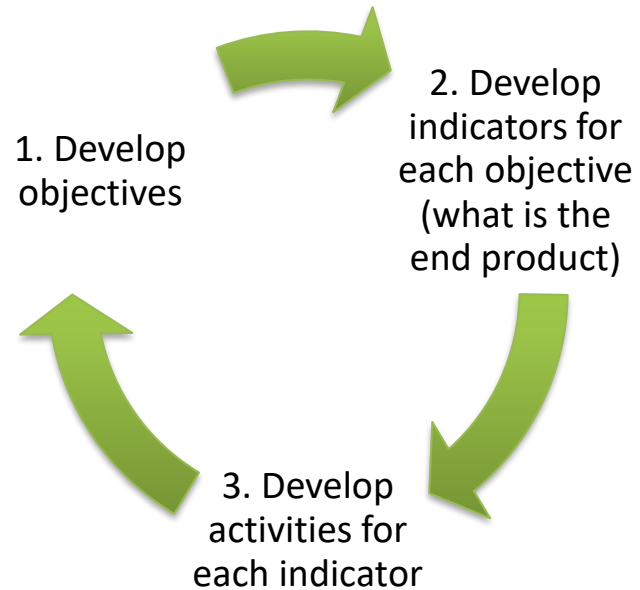 1. Develop
objectives
2. Develop
indicators for
each objective
(what is the
end product)
3. Develop
activities for
each indicator